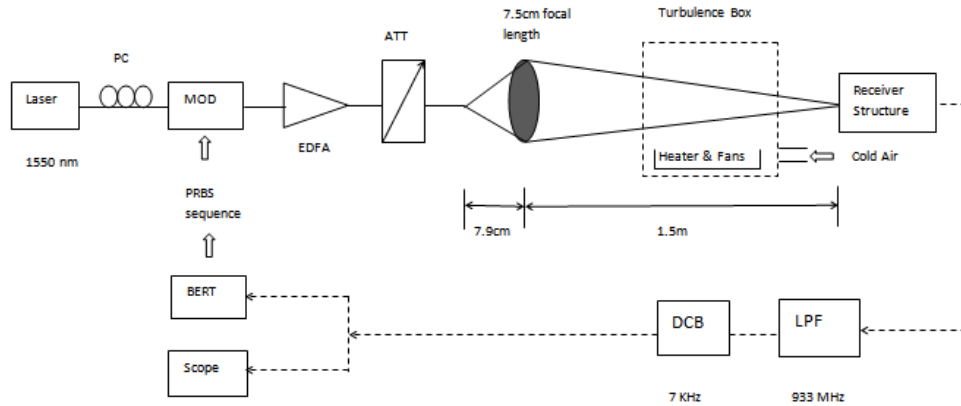 7.5cm focal
length
Turbulence Box
ATT
PC
Laser
MOD
EDFA
Receiver
Structure
1550 nm
Heater & Fans
Cold Air
PRBS
sequence
7.9cm
1.5m
BERT
DCB
LPF
Scope
7 KHz
933 MHz